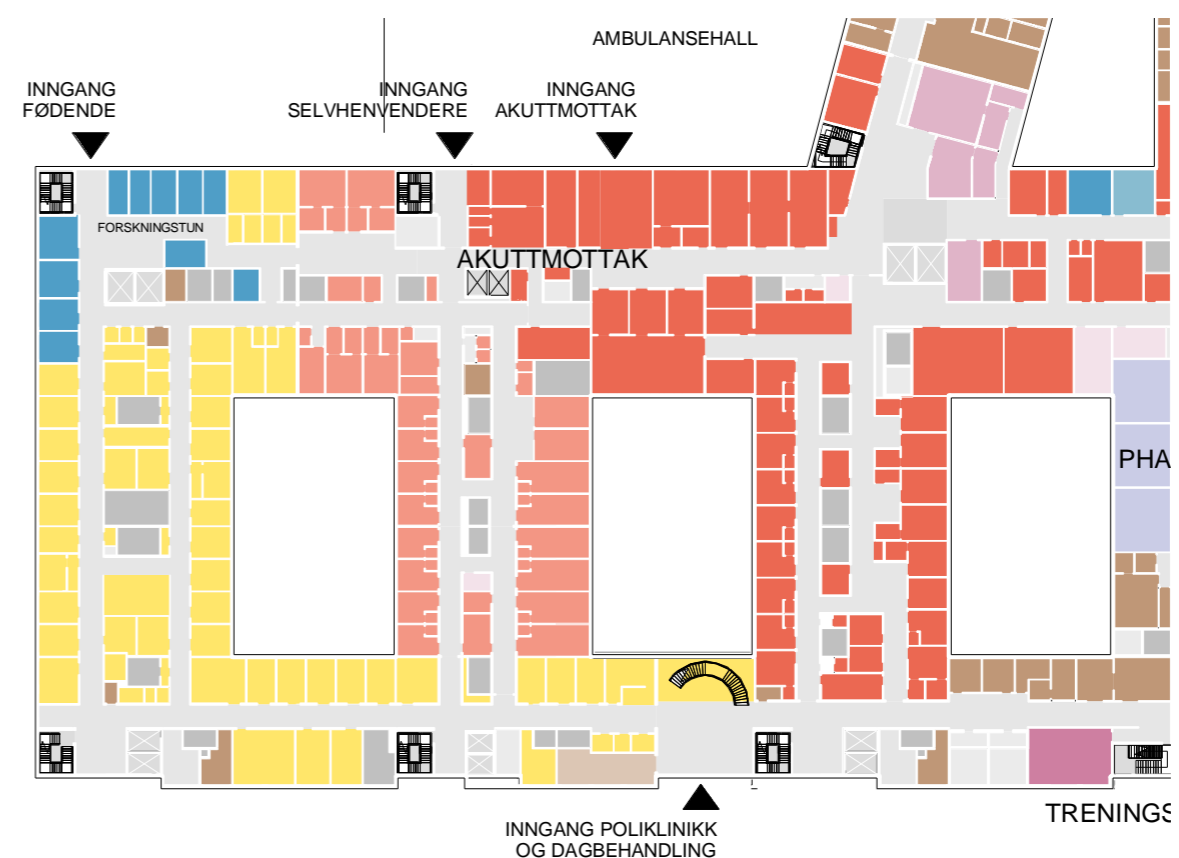 AMBULANSEHALL
INNGANG
FØDENDE
INNGANG
SELVHENVENDERE
INNGANG
AKUTTMOTTAK
FORSKNINGSTUN
AKUTTMOTTAK
PHA
TRENINGS
INNGANG POLIKLINIKK
OG DAGBEHANDLING